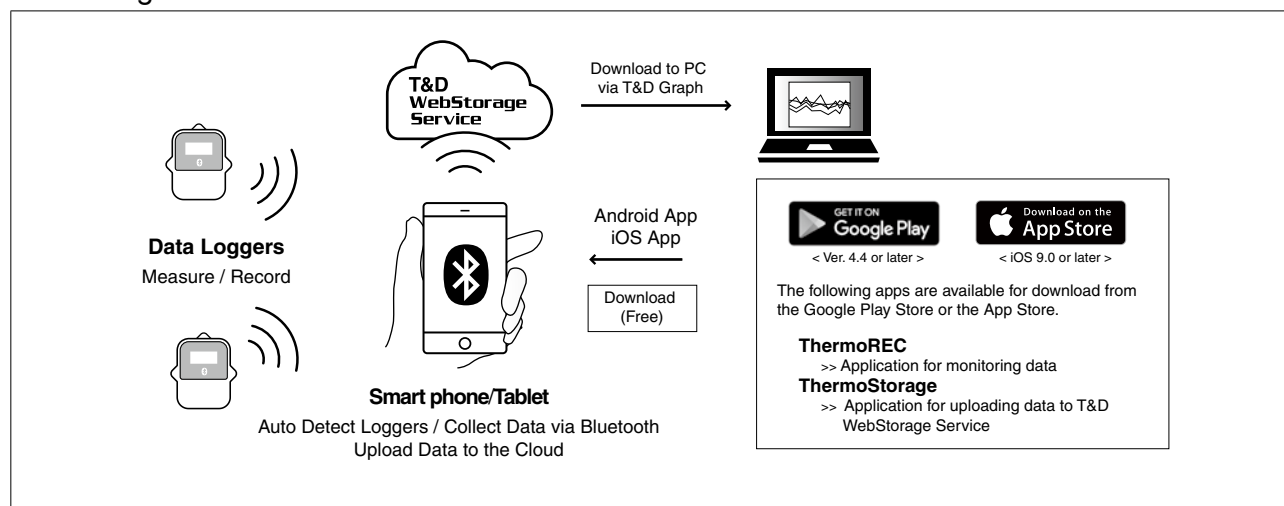 T&D
WebStorage
Service
Download to PC
via T&D Graph
Data Loggers
Measure / Record
Android App
iOS App
Download
(Free)
Smart phone/Tablet
Auto Detect Loggers / Collect Data via Bluetooth
Upload Data to the Cloud
GET IT ON
Google Play
< Ver. 4.4 or later >
Download on the
App Store
< iOS 9.0 or later >
The following apps are available for download from
the Google Play Store or the App Store.
ThermoREC
>> Application for monitoring data
ThermoStorage
>> Application for uploading data to T&D
WebStorage Service